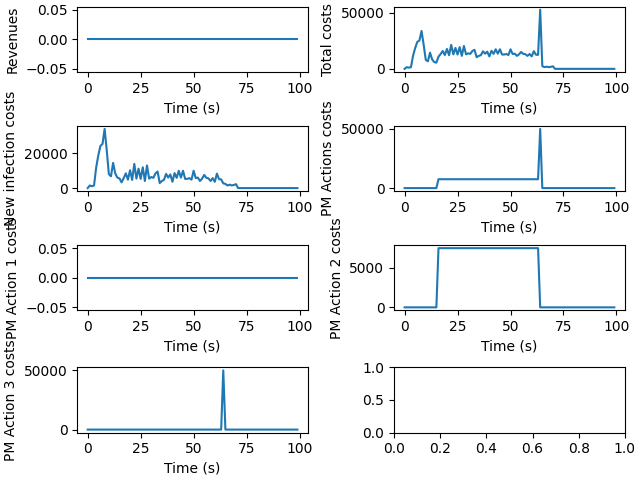 Revenues
0.05
0.00
−0.05
0 25 50 75 100
Time (s)
Total costs
50000
0
0 25 50 75 100
Time (s)
New infection costs
20000
0
0 25 50 75 100
Time (s)
PM Actions costs
50000
0
0 25 50 75 100
Time (s)
PM Action 1 costs
0.05
0.00
−0.05
0 25 50 75 100
Time (s)
PM Action 2 costs
5000
0
0 25 50 75 100
Time (s)
PM Action 3 costs
50000
0
0 25 50 75 100
Time (s)
1.0
0.5
0.0
0.0 0.2 0.4 0.6 0.8 1.0